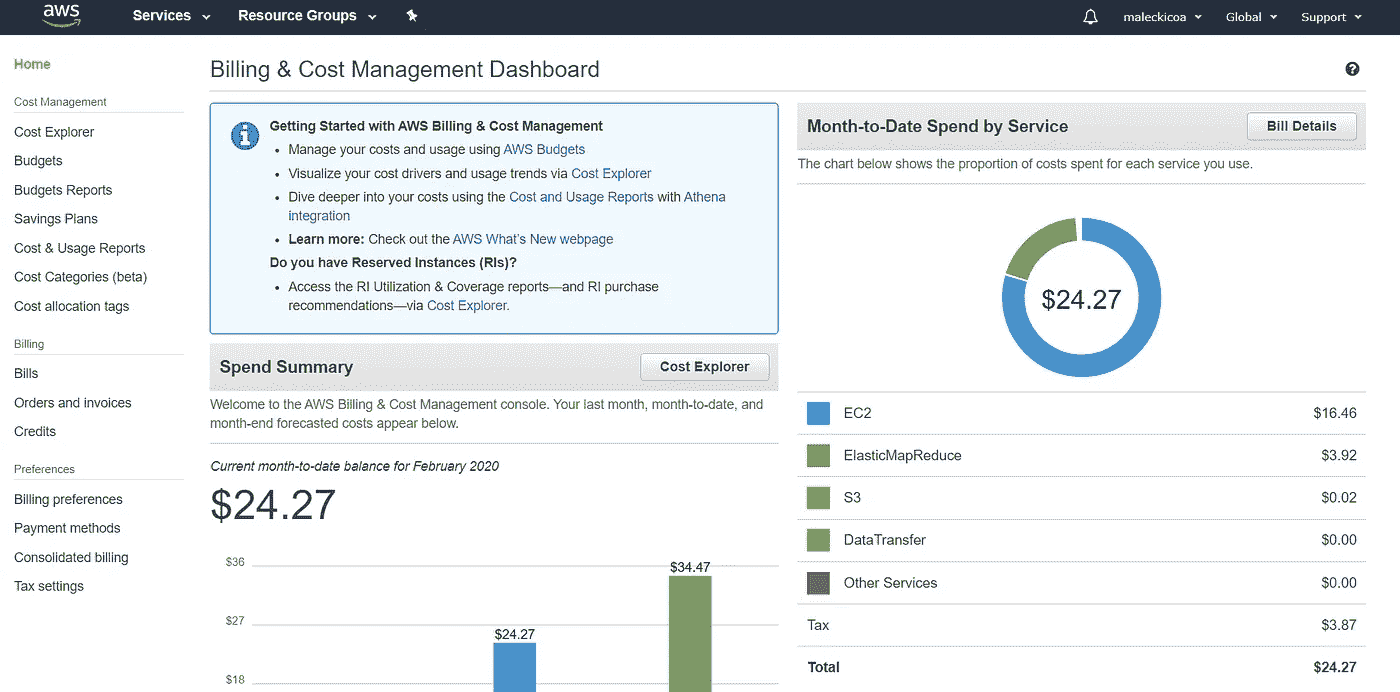 aws
Services
Resource Groups
maleckicoa
Global
Support
Home
Cost Management
Cost Explorer
Budgets
Budgets Reports
Savings Plans
Cost & Usage Reports
Cost Categories (beta)
Cost allocation tags
Billing
Bills
Orders and invoices
Credits
Preferences
Billing preferences
Payment methods
Consolidated billing
Tax settings
Billing & Cost Management Dashboard
Getting Started with AWS Billing & Cost Management
• Manage your costs and usage using AWS Budgets
• Visualize your cost drivers and usage trends via Cost Explorer
• Dive deeper into your costs using the Cost and Usage Reports with Athena
integration
• Learn more: Check out the AWS What's New webpage
Do you have Reserved Instances (RIs)?
• Access the RI Utilization & Coverage reports—and RI purchase
recommendations—via Cost Explorer.
Spend Summary
Cost Explorer
Welcome to the AWS Billing & Cost Management console. Your last month, month-to-date, and
month-end forecasted costs appear below.
Current month-to-date balance for February 2020
$24.27
$36
$34.47
$27
$24.27
$18
Month-to-Date Spend by Service
Bill Details
The chart below shows the proportion of costs spent for each service you use.
$24.27
EC2 $16.46
ElasticMapReduce $3.92
S3 $0.02
DataTransfer $0.00
Other Services $0.00
Tax $3.87
Total $24.27